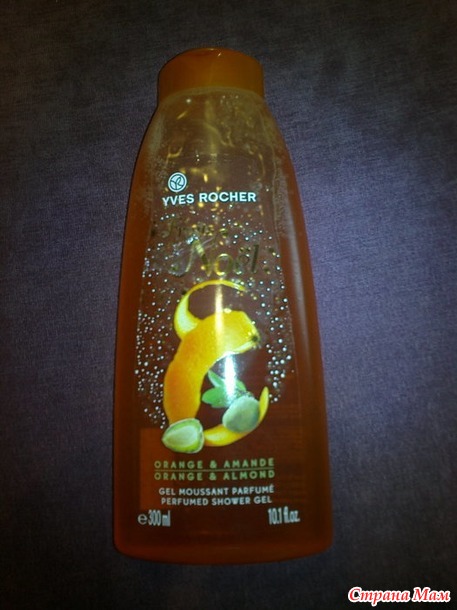 YVES ROCHER
Noël
ORANGE & AMANDE
ORANGE & ALMOND
GEL MOUSSANT PARFUMÉ
PERFUMED SHOWER GEL
e 300 ml 10.1 fl.oz.
Страна Мам